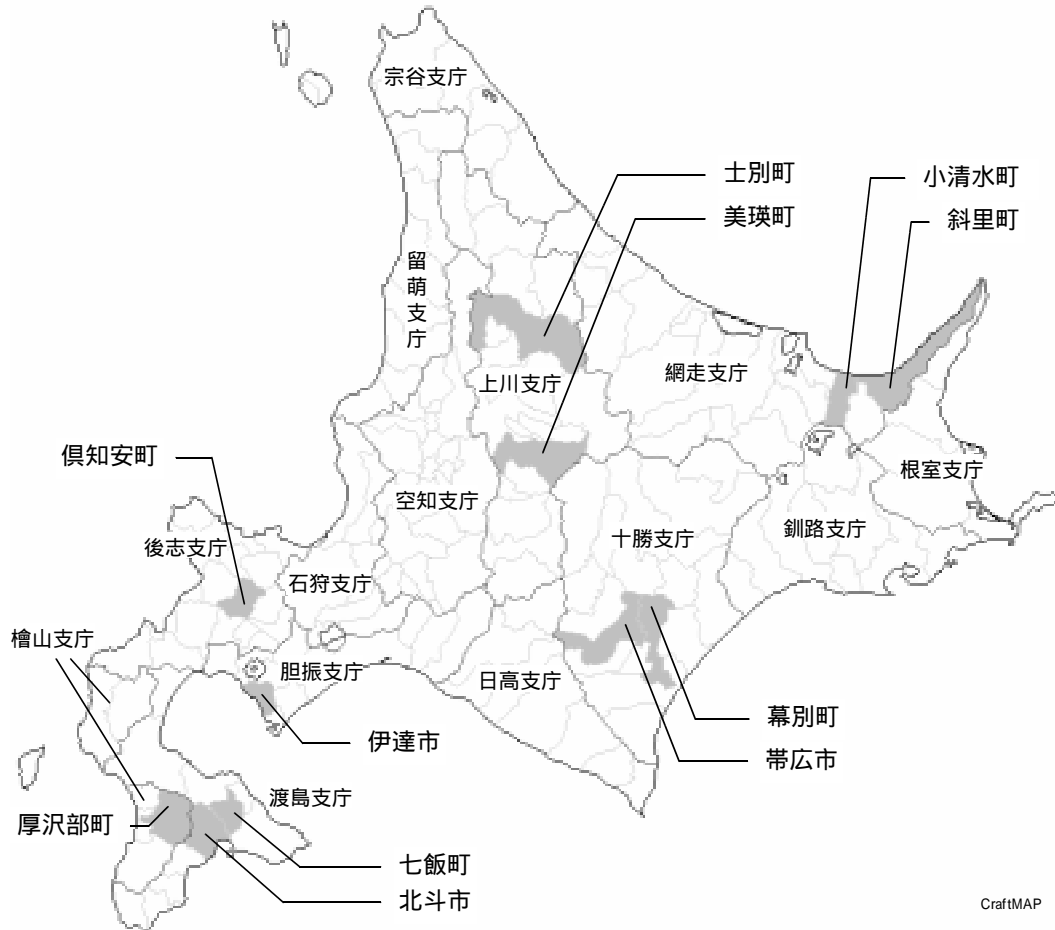 宗谷支庁
士別町
小清水町
美瑛町
斜里町
留萌支庁
網走支庁
上川支庁
倶知安町
根室支庁
空知支庁
釧路支庁
十勝支庁
後志支庁
石狩支庁
檜山支庁
胆振支庁
日高支庁
幕別町
伊達市
帯広市
渡島支庁
厚沢部町
七飯町
北斗市
CraftMAP